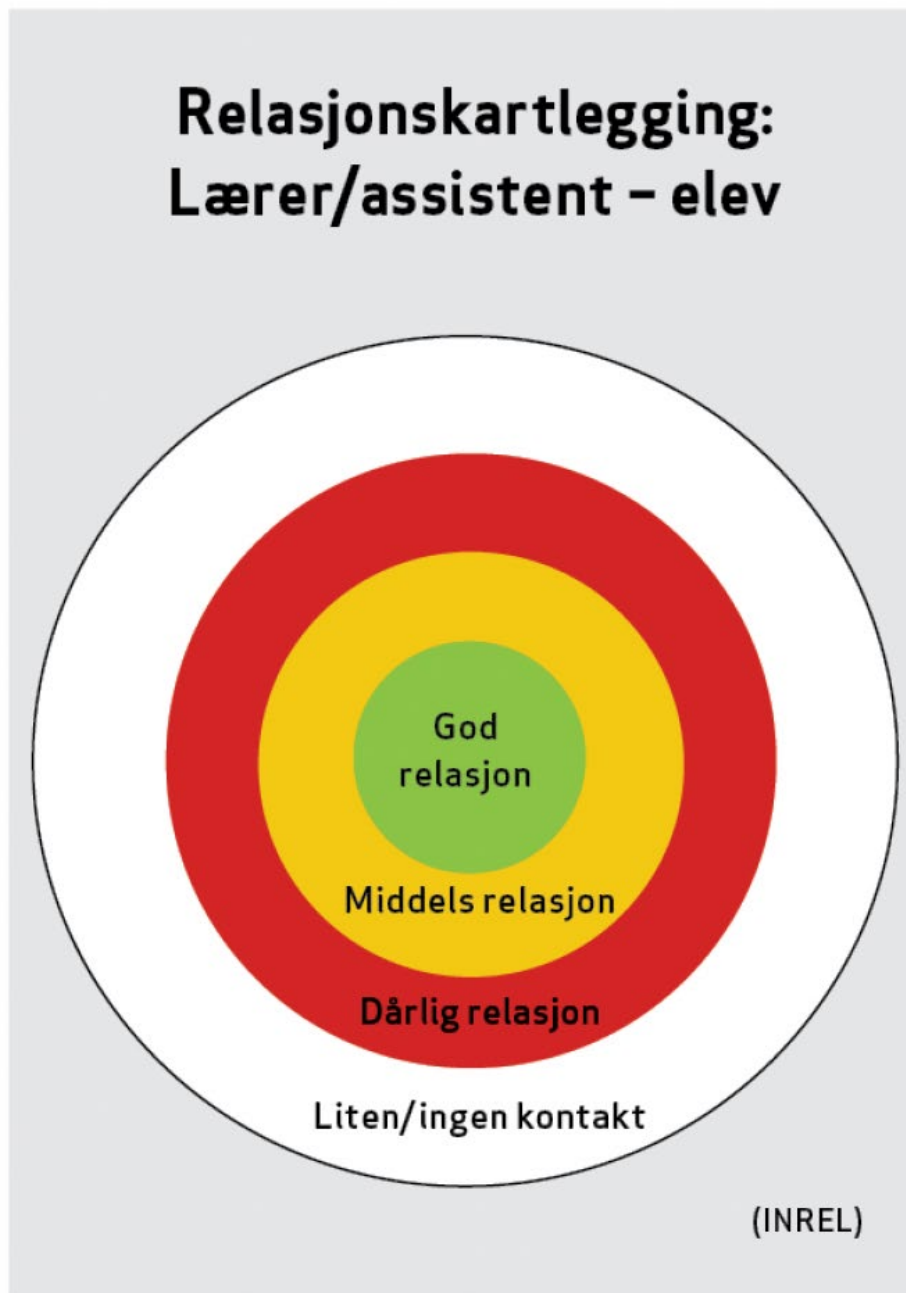 Relasjonskartlegging:
Lærer/assistent – elev
God
relasjon
Middels relasjon
Dårlig relasjon
Liten/ingen kontakt
(INREL)